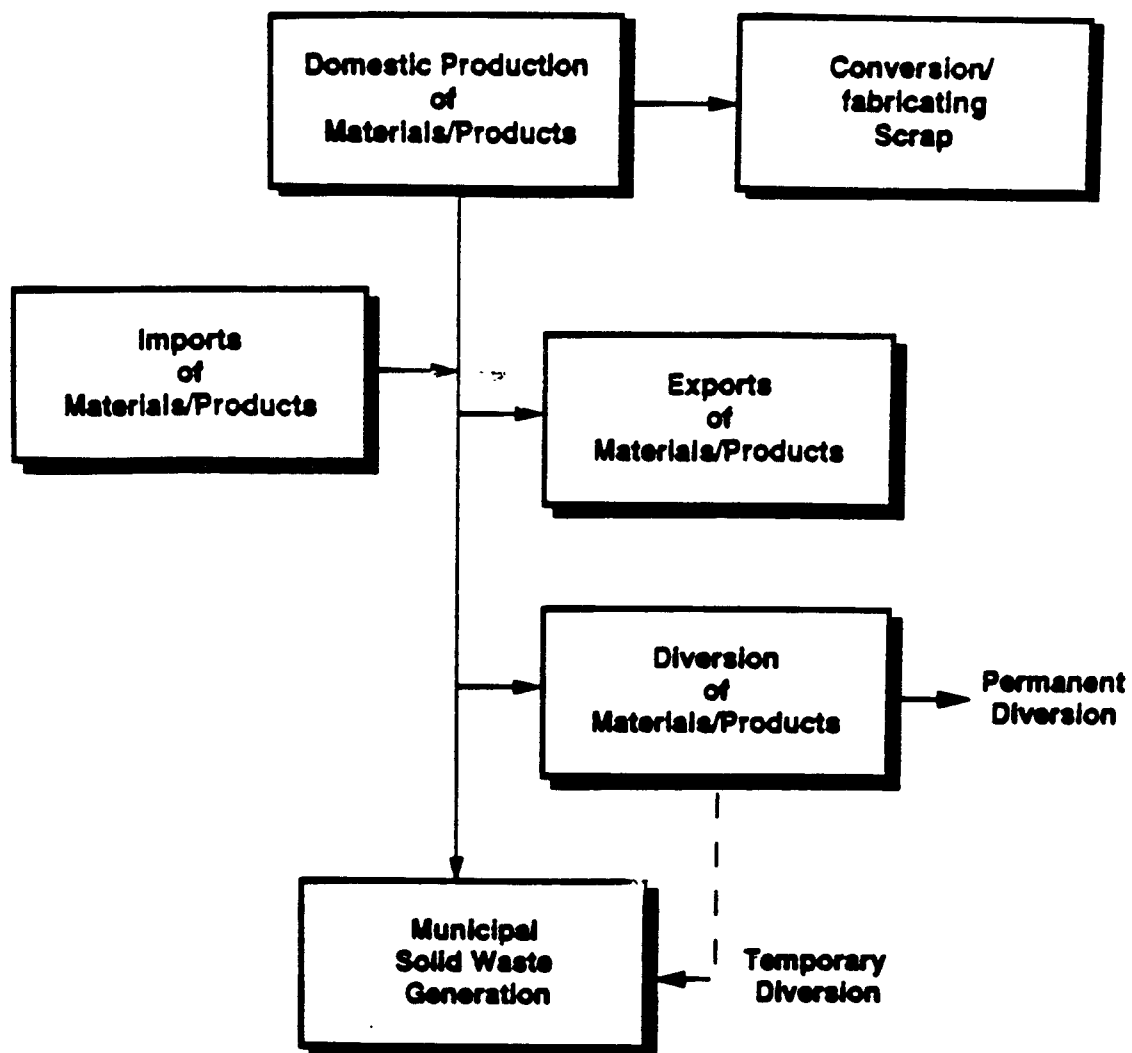 Domestic Production
of
Materials/Products
Conversion/
fabricating
Scrap
Imports
of
Materials/Products
Exports
of
Materials/Products
Diversion
of
Materials/Products
Permanent
Diversion
Municipal
Solid Waste
Generation
Temporary
Diversion